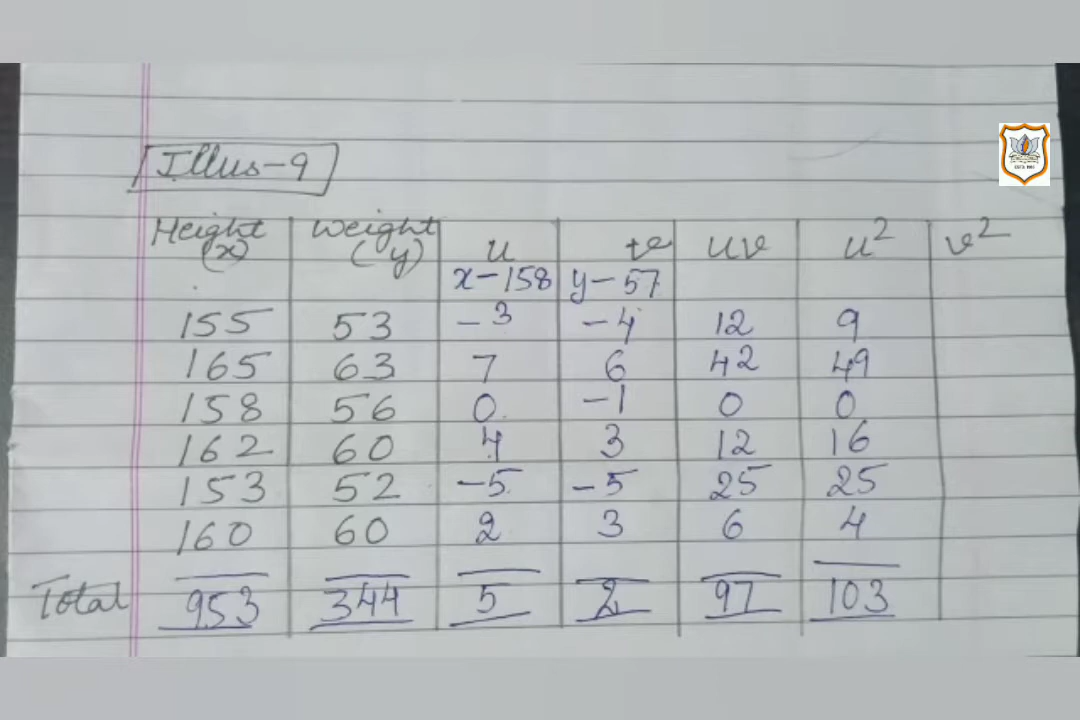 Illus-9
Height Weight u v uv u² v²
(x) (y)
x-158 y-57
155 53 -3 -4 12 9
165 63 7 6 42 49
158 56 0 -1 0 0
162 60 4 3 12 16
153 52 -5 -5 25 25
160 60 2 3 6 4
Total 953 344 5 2 97 103